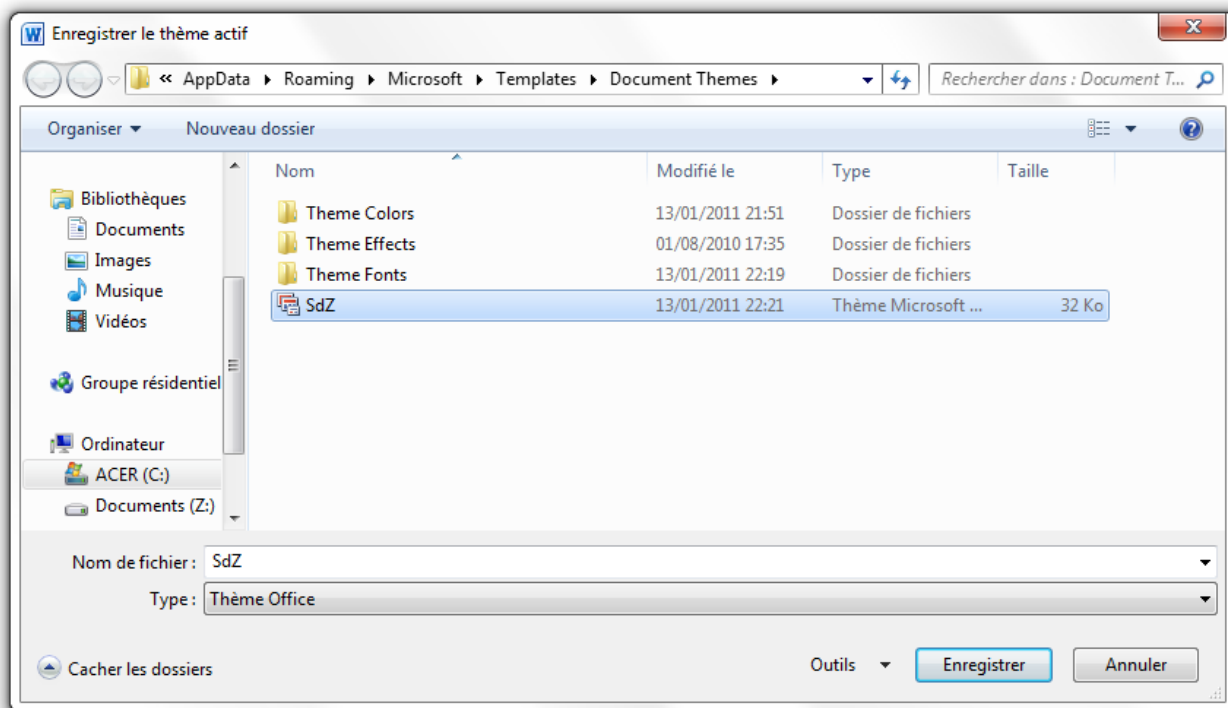 Enregistrer le thème actif
« AppData ▸ Roaming ▸ Microsoft ▸ Templates ▸ Document Themes ▸ Rechercher dans : Document T...
Organiser Nouveau dossier
Nom Modifié le Type Taille
Bibliothèques
Documents
Images
Musique
Vidéos
Groupe résidentiel
Ordinateur
ACER (C:)
Documents (Z:)
Theme Colors 13/01/2011 21:51 Dossier de fichiers
Theme Effects 01/08/2010 17:35 Dossier de fichiers
Theme Fonts 13/01/2011 22:19 Dossier de fichiers
SdZ 13/01/2011 22:21 Thème Microsoft ... 32 Ko
Nom de fichier : SdZ
Type : Thème Office
Cacher les dossiers Outils Enregistrer Annuler